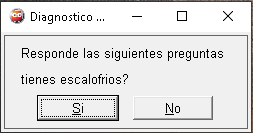 Diagnostico ...
Responde las siguientes preguntas
tienes escalofrios?
Si No